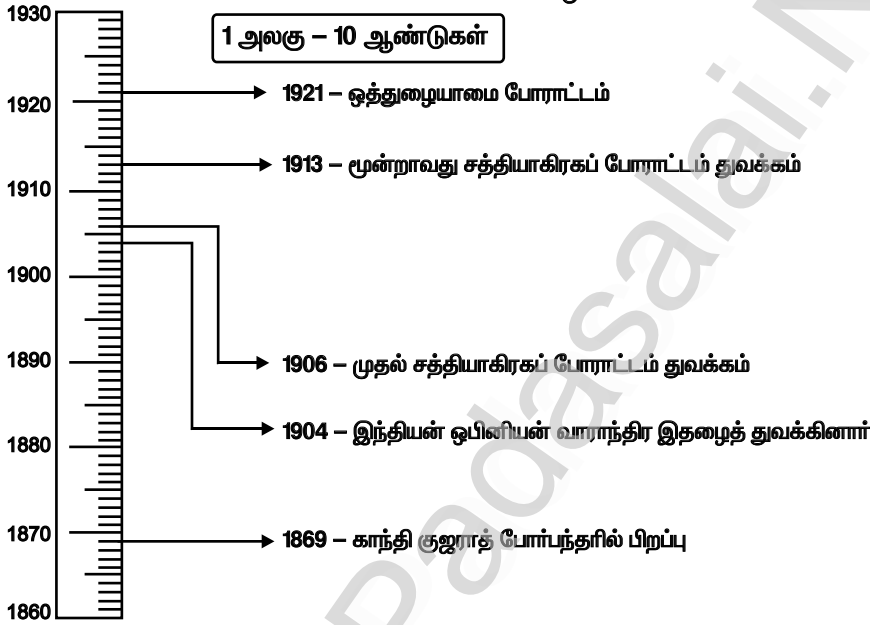 1930
1 அலகு – 10 ஆண்டுகள்
1921 – ஒத்துழையாமை போராட்டம்
1920
1913 – மூன்றாவது சத்தியாகிரகப் போராட்டம் துவக்கம்
1910
1900
1890
1906 – முதல் சத்தியாகிரகப் போராட்டம் துவக்கம்
1904 – இந்தியன் ஒபினியன் வாராந்திர இதழைத் துவக்கினார்
1880
1870
1869 – காந்தி குஜராத் போர்பந்தரில் பிறப்பு
1860
Padasalai.N